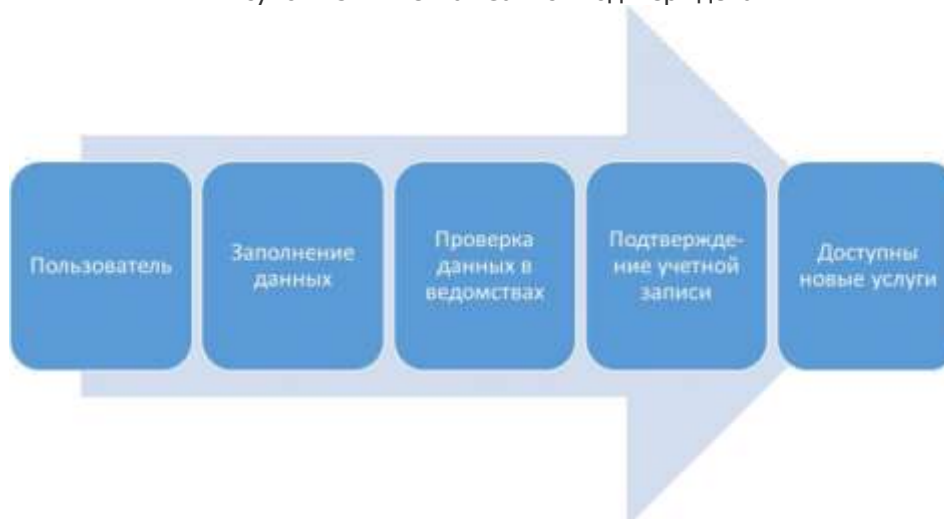 Пользователь
Заполнение
данных
Проверка
данных в
ведомствах
Подтвержде-
ние учетной
записи
Доступны
новые услуги